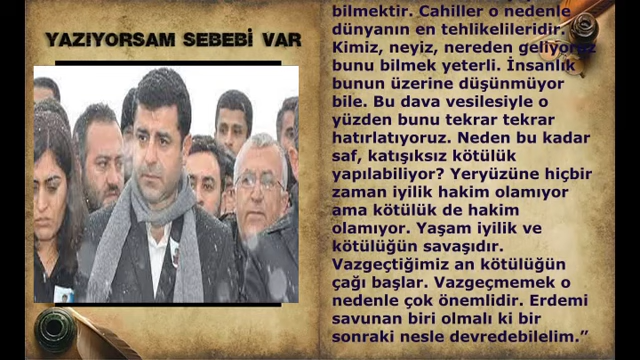 YAZIYORSAM SEBEBİ VAR
bilmektir. Cahiller o nedenle
dünyanın en tehlikelileridir.
Kimiz, neyiz, nereden geliyoruz
bunu bilmek yeterli. İnsanlık
bunun üzerine düşünmüyor
bile. Bu dava vesilesiyle o
yüzden bunu tekrar tekrar
hatırlatıyoruz. Neden bu kadar
saf, katışıksız kötülük
yapılabiliyor? Yeryüzüne hiçbir
zaman iyilik hakim olamıyor
ama kötülük de hakim
olamıyor. Yaşam iyilik ve
kötülüğün savaşıdır.
Vazgeçtiğimiz an kötülüğün
çağı başlar. Vazgeçmemek o
nedenle çok önemlidir. Erdemi
savunan biri olmalı ki bir
sonraki nesle devredebilelim.”